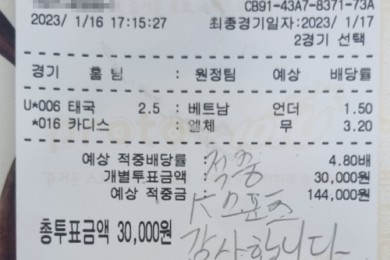 CB91-43A7-8371-73A
2023/ 1/16 17:15:27 최종경기일자:2023/ 1/17
2경기 선택
경기 홈 팀 : 원정팀 예상 배당률
U*006 태국 2.5 : 베트남 언더 1.50
*016 카디스 : 엘체 무 3.20
예상 적중배당률 : 4.80배
개별투표금액 : 30,000원
예상 적중금 : 144,000원
총투표금액 30,000원
적중
K스포츠
감사합니다~